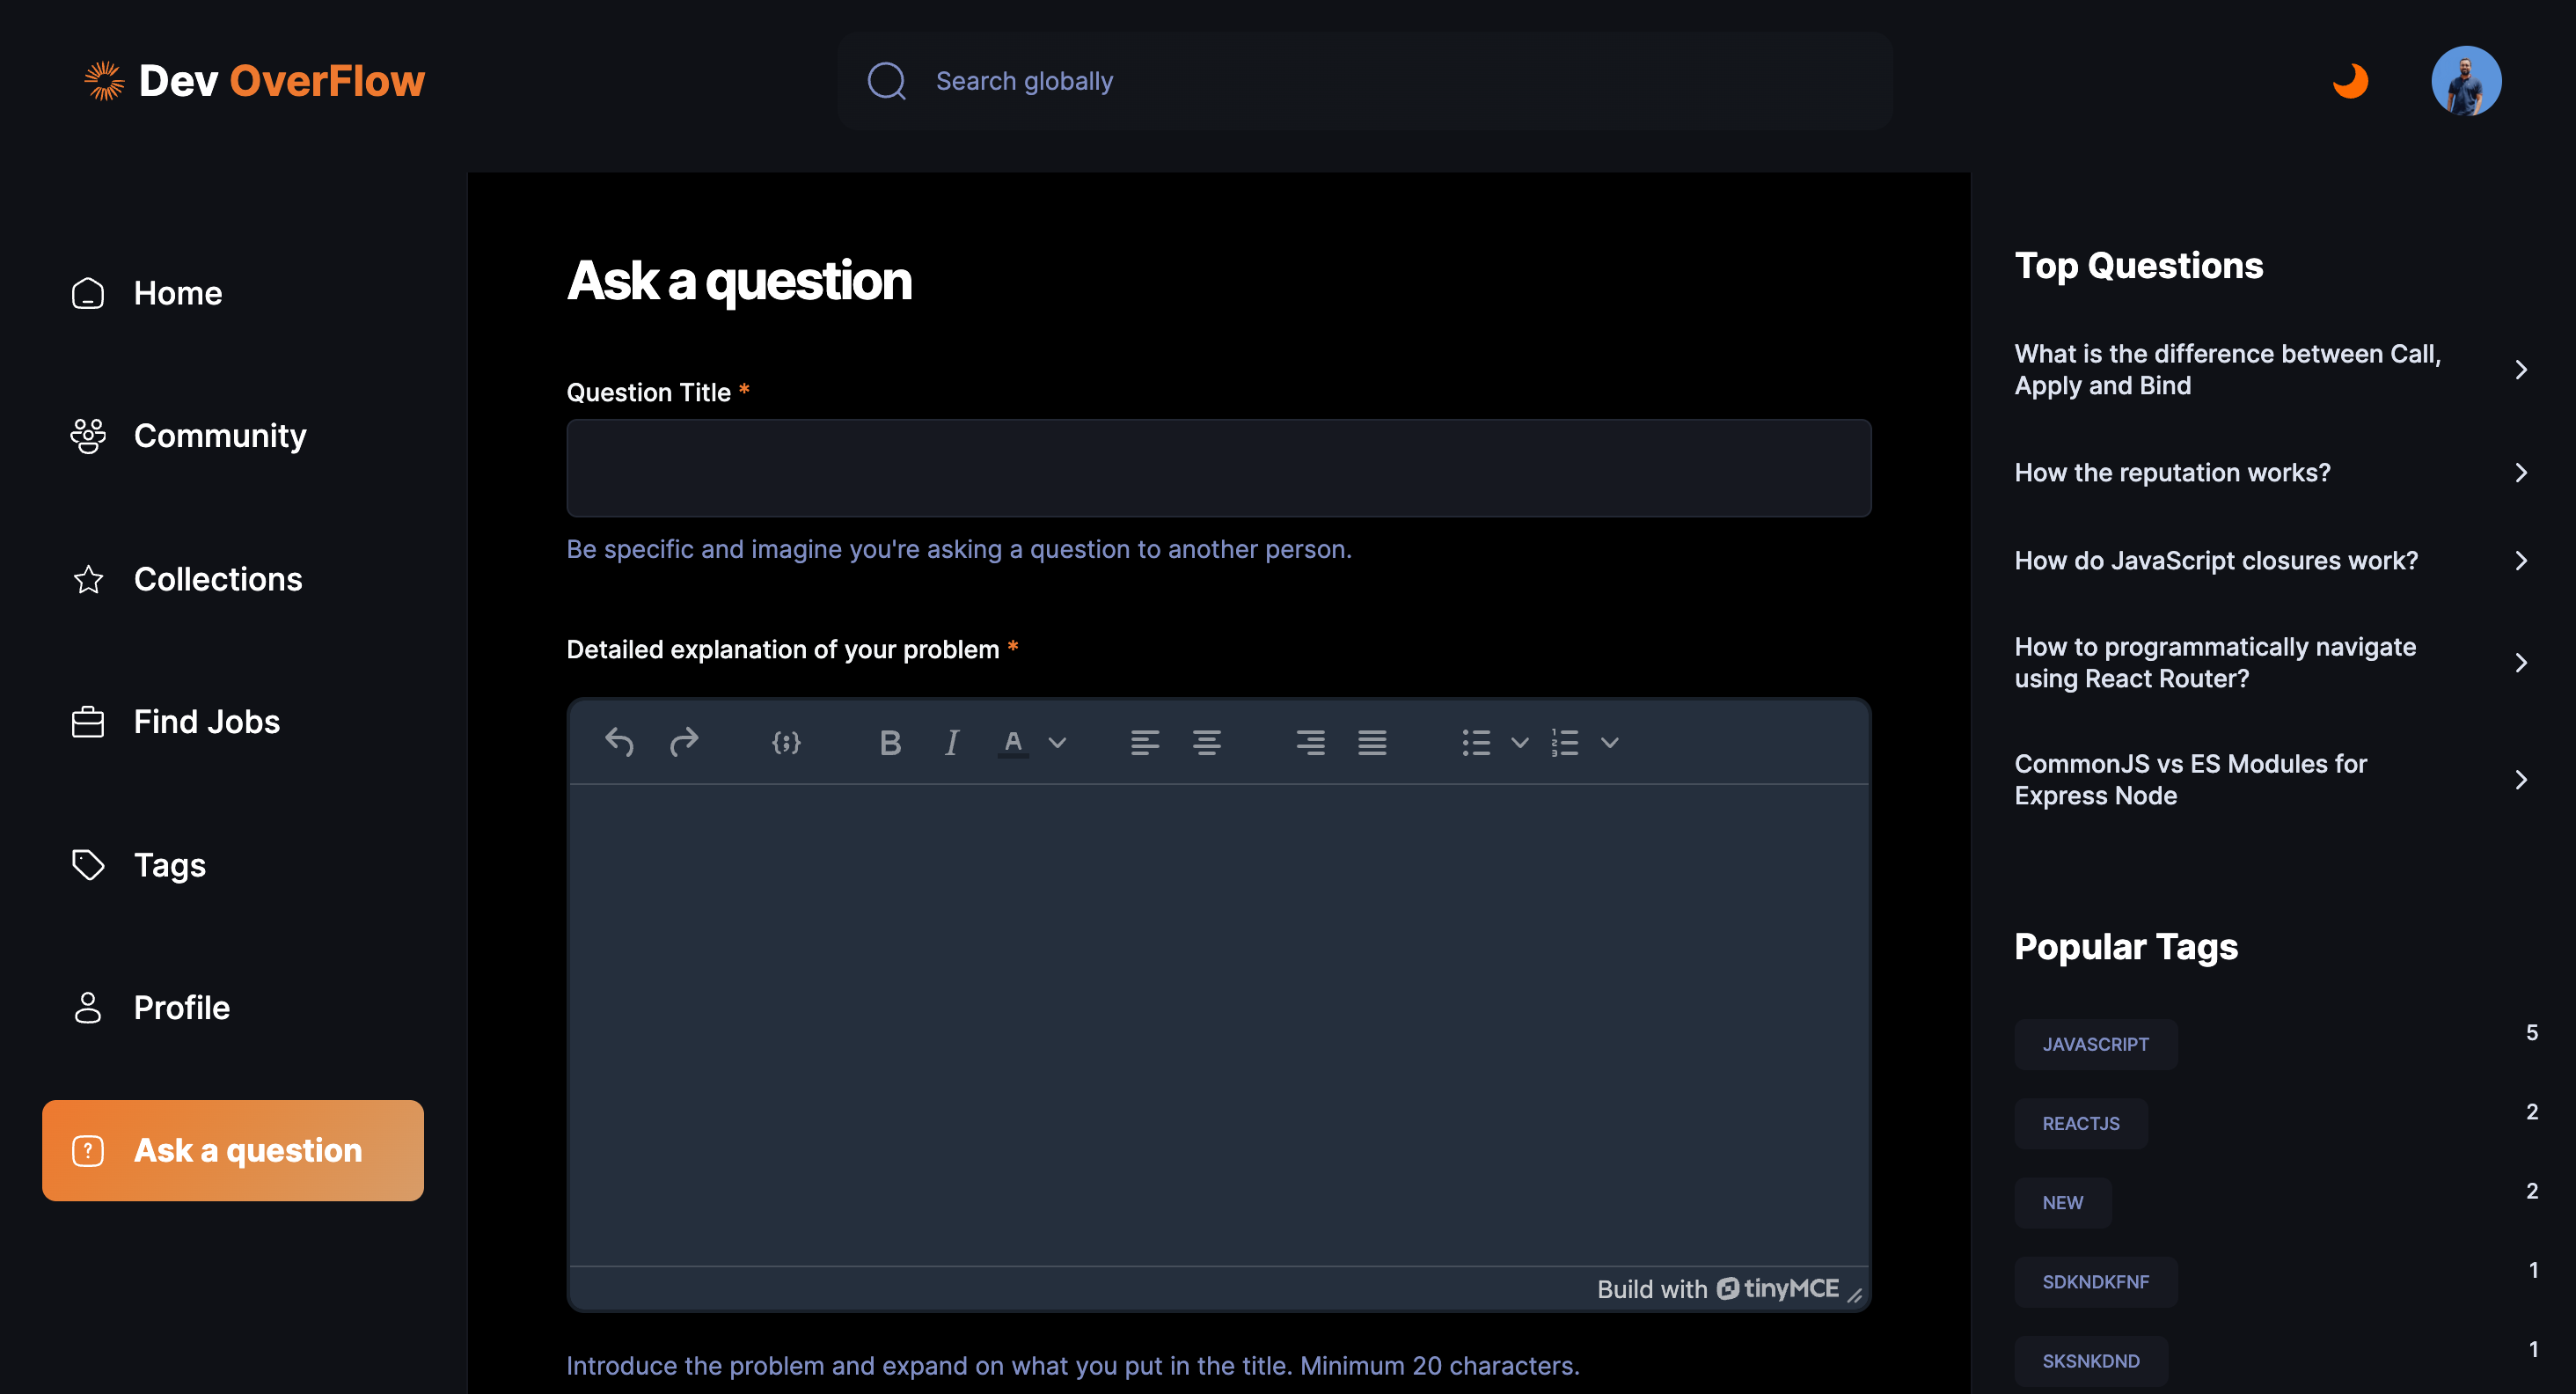 Dev OverFlow
Search globally
Home
Community
Collections
Find Jobs
Tags
Profile
Ask a question
Ask a question
Question Title *
Be specific and imagine you're asking a question to another person.
Detailed explanation of your problem *
B I A
Build with tinyMCE
Introduce the problem and expand on what you put in the title. Minimum 20 characters.
Top Questions
What is the difference between Call,
Apply and Bind
How the reputation works?
How do JavaScript closures work?
How to programmatically navigate
using React Router?
CommonJS vs ES Modules for
Express Node
Popular Tags
JAVASCRIPT 5
REACTJS 2
NEW 2
SDKNDKFNF 1
SKSNKDND 1